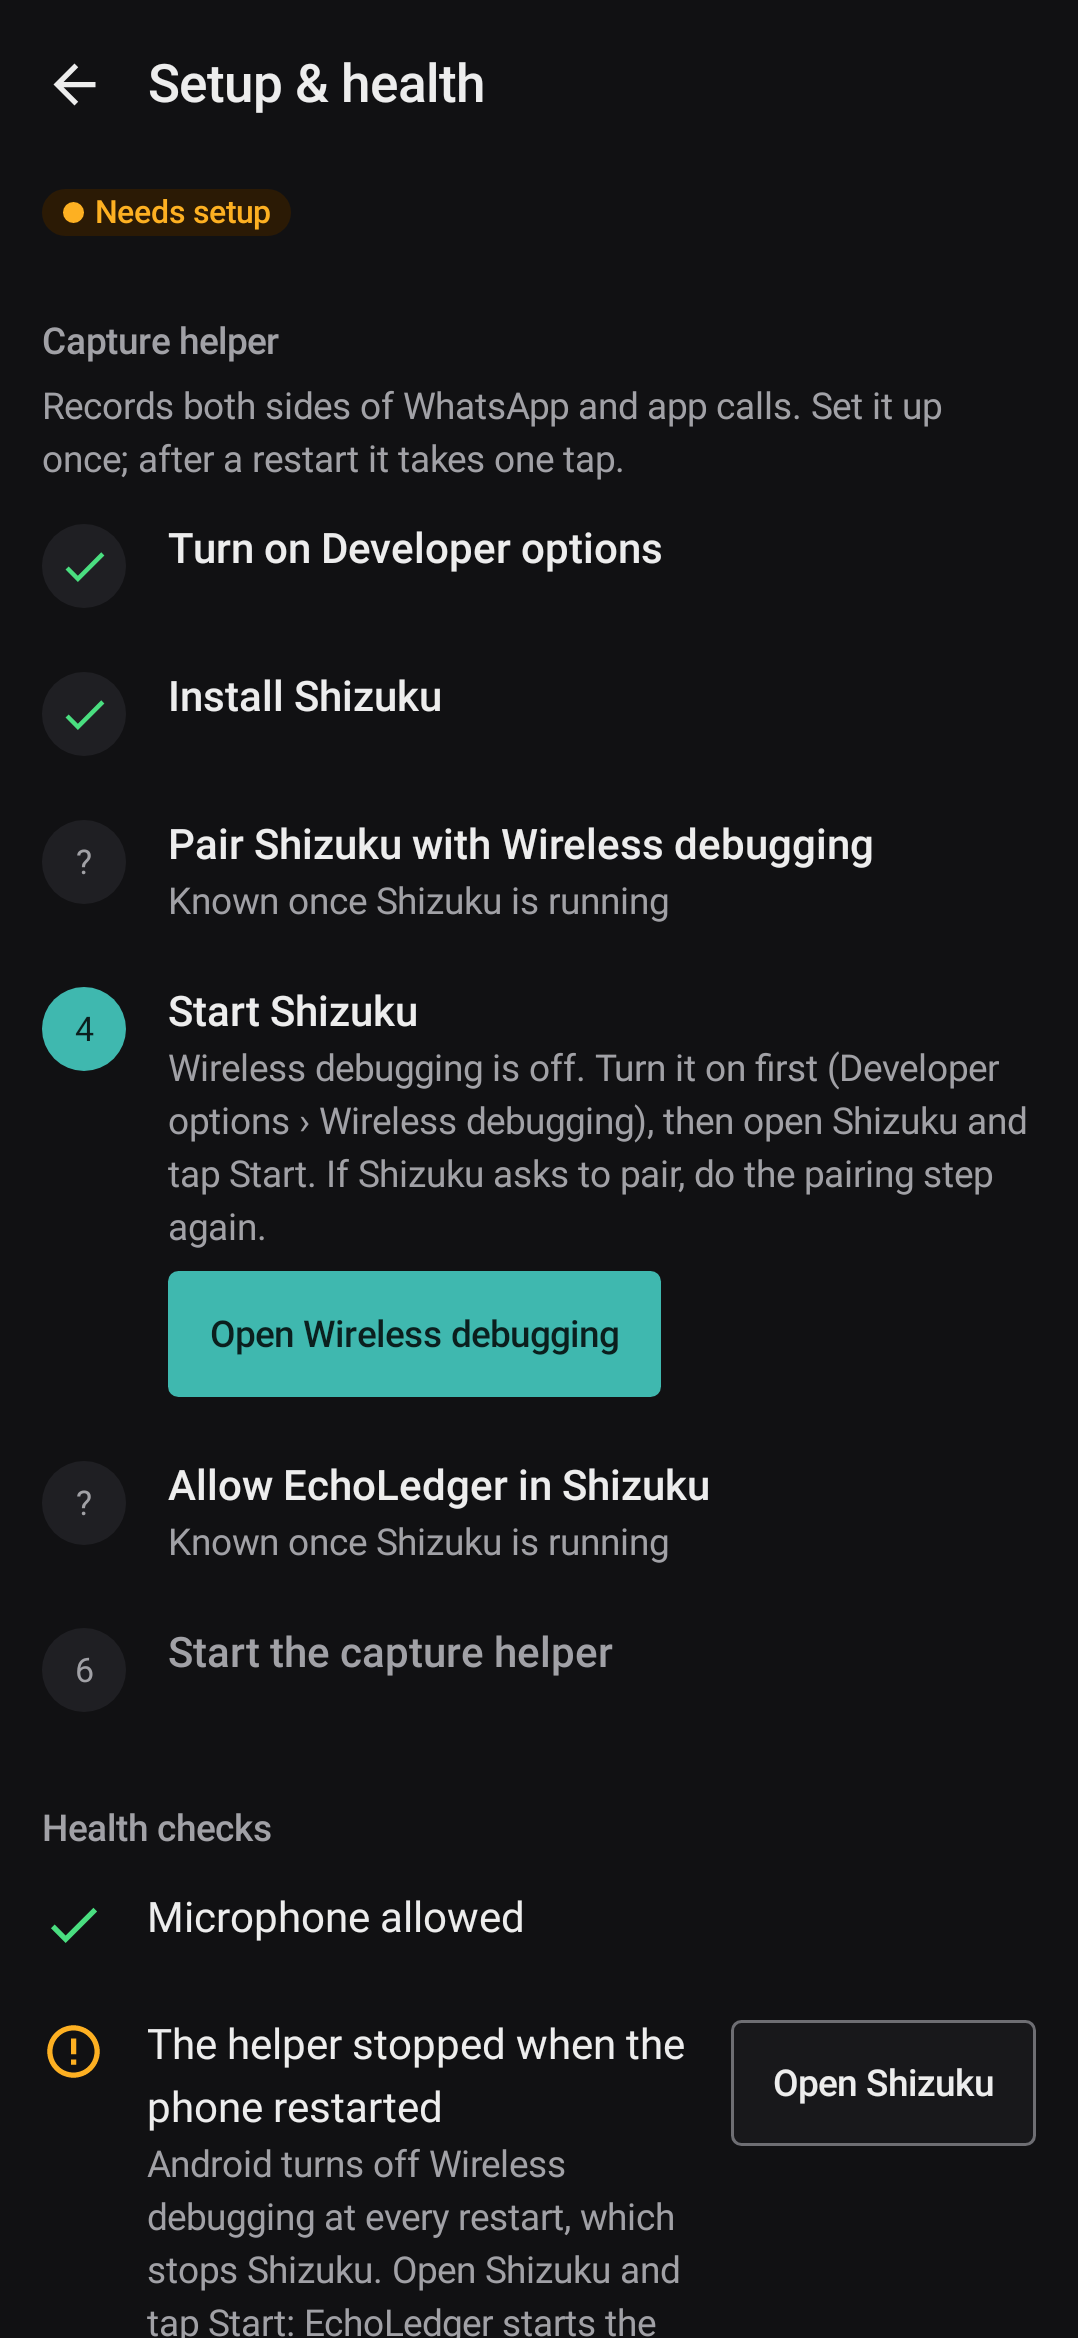 Setup & health
Needs setup
Capture helper
Records both sides of WhatsApp and app calls. Set it up
once; after a restart it takes one tap.
Turn on Developer options
Install Shizuku
?
Pair Shizuku with Wireless debugging
Known once Shizuku is running
4
Start Shizuku
Wireless debugging is off. Turn it on first (Developer
options › Wireless debugging), then open Shizuku and
tap Start. If Shizuku asks to pair, do the pairing step
again.
Open Wireless debugging
?
Allow EchoLedger in Shizuku
Known once Shizuku is running
6
Start the capture helper
Health checks
Microphone allowed
The helper stopped when the
phone restarted
Android turns off Wireless
debugging at every restart, which
stops Shizuku. Open Shizuku and
tap Start: EchoLedger starts the
Open Shizuku